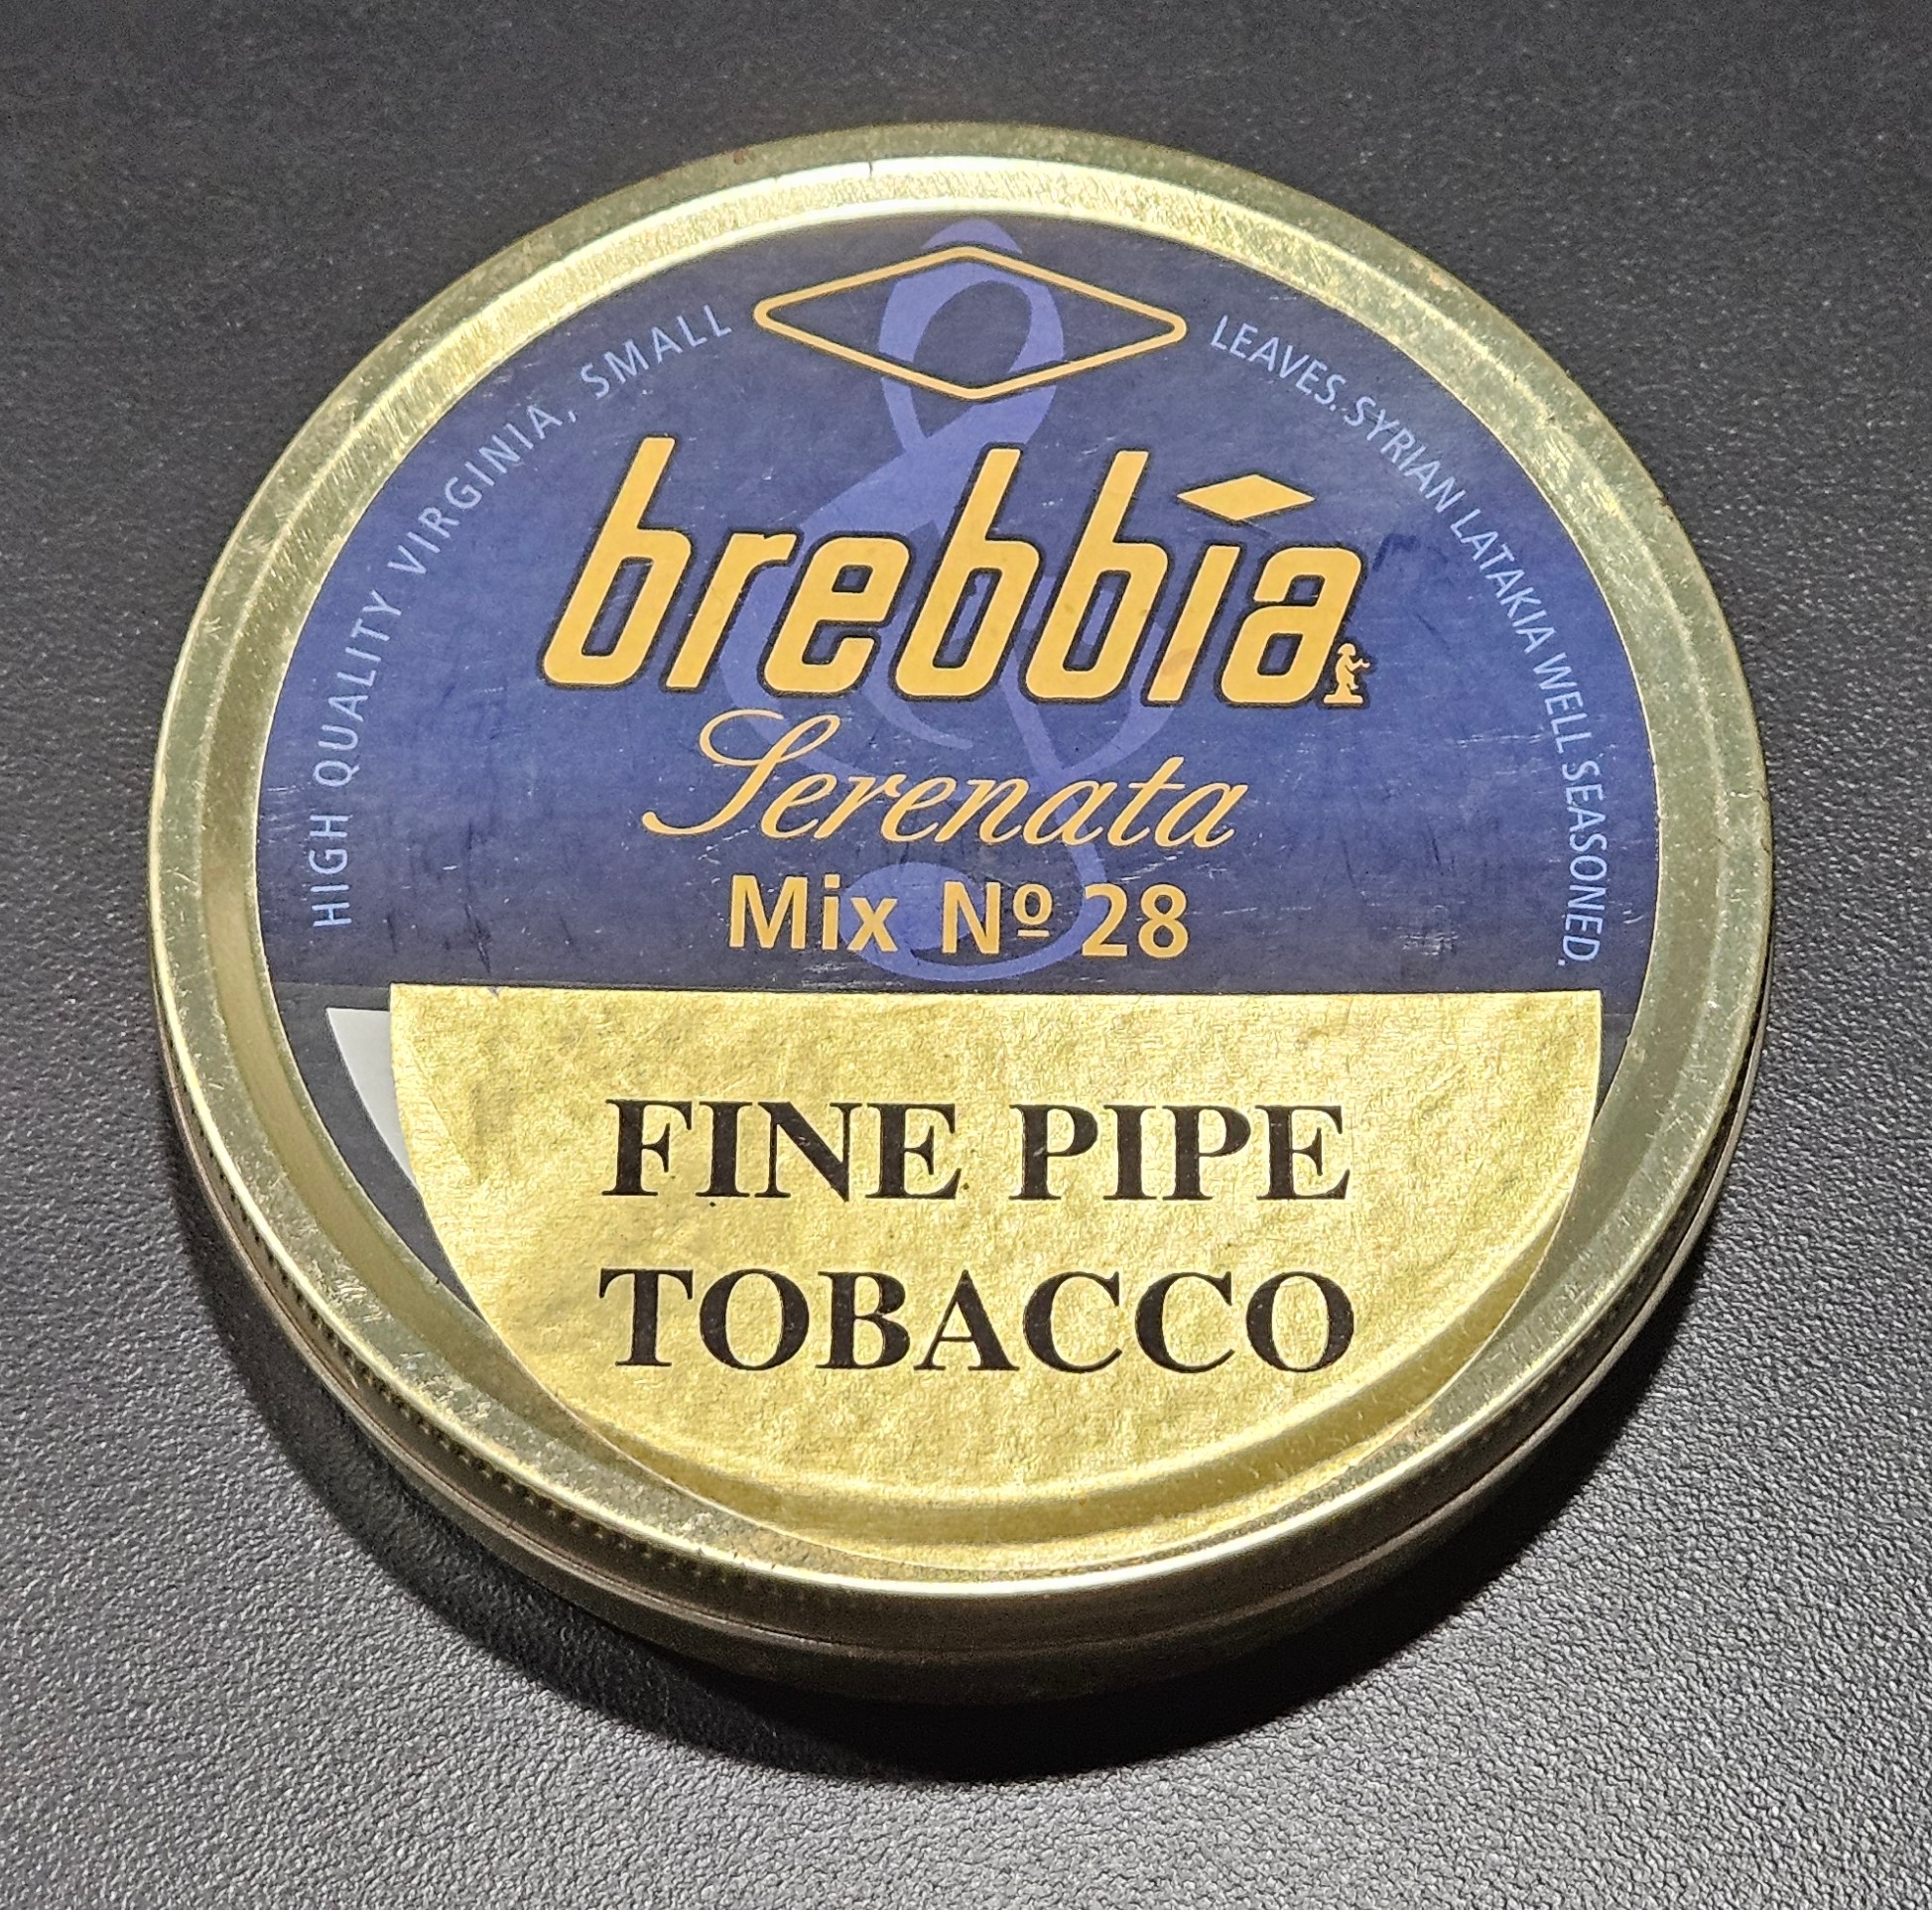 HIGH QUALITY VIRGINIA, SMALL LEAVES. SYRIAN LATAKIA WELL SEASONED.
brebbia
Serenata
Mix Nº 28
FINE PIPE
TOBACCO